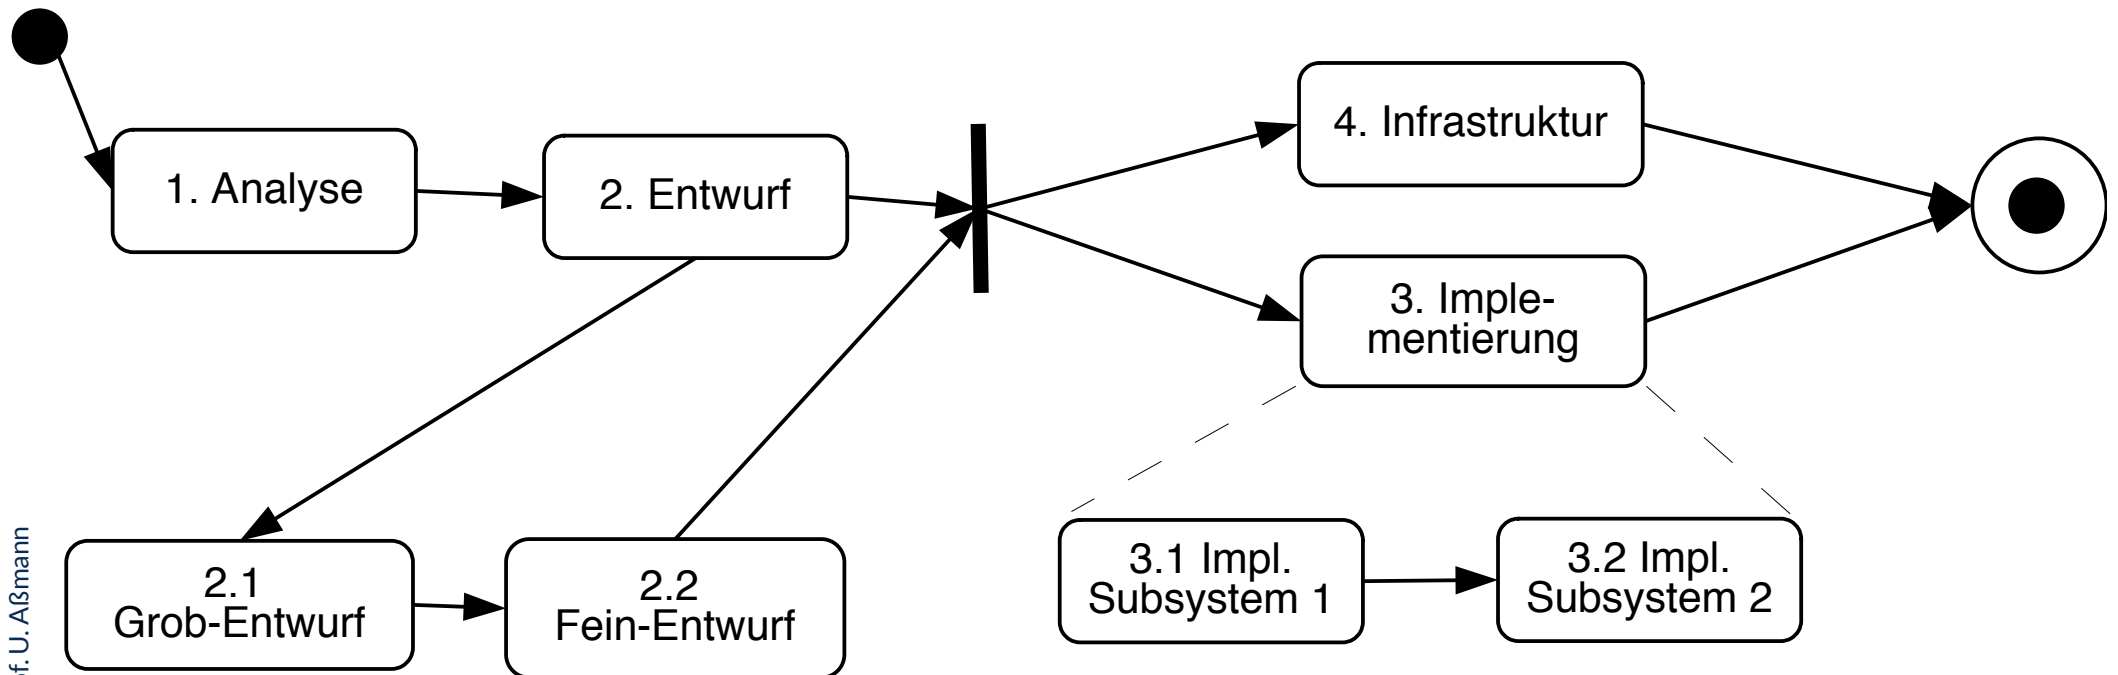 1. Analyse
2. Entwurf
4. Infrastruktur
3. Imple-
mentierung
2.1
Grob-Entwurf
2.2
Fein-Entwurf
3.1 Impl.
Subsystem 1
3.2 Impl.
Subsystem 2
U. Aßmann